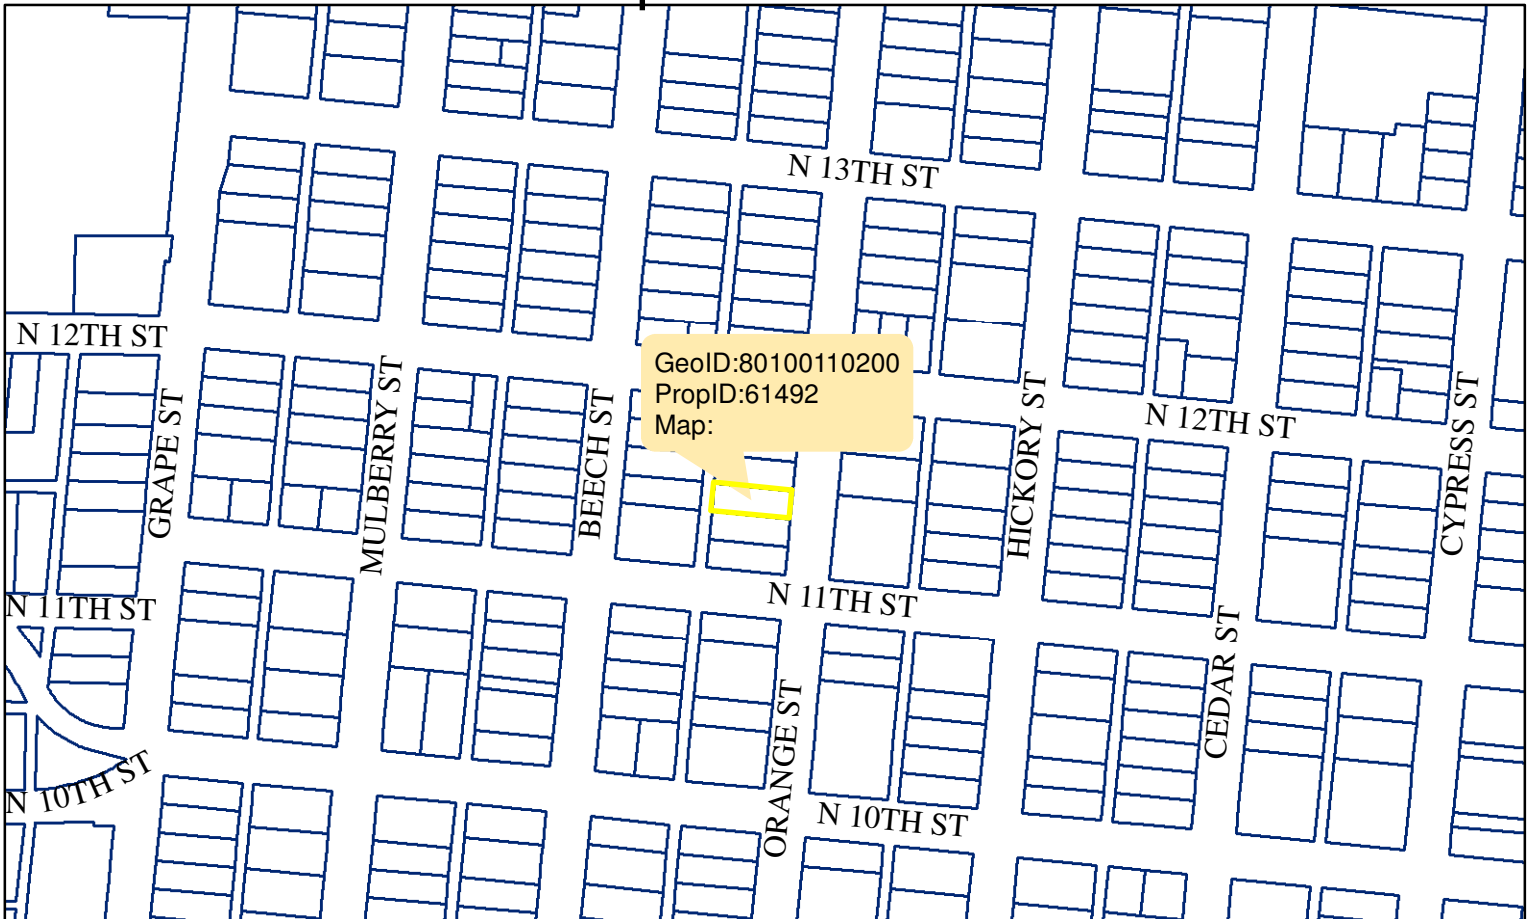 N 13TH ST
N 12TH ST
GeoID:80100110200
PropID:61492
Map:
N 12TH ST
GRAPE ST
MULBERRY ST
BEECH ST
HICKORY ST
CYPRESS ST
N 11TH ST
N 11TH ST
CEDAR ST
ORANGE ST
N 10TH ST
N 10TH ST